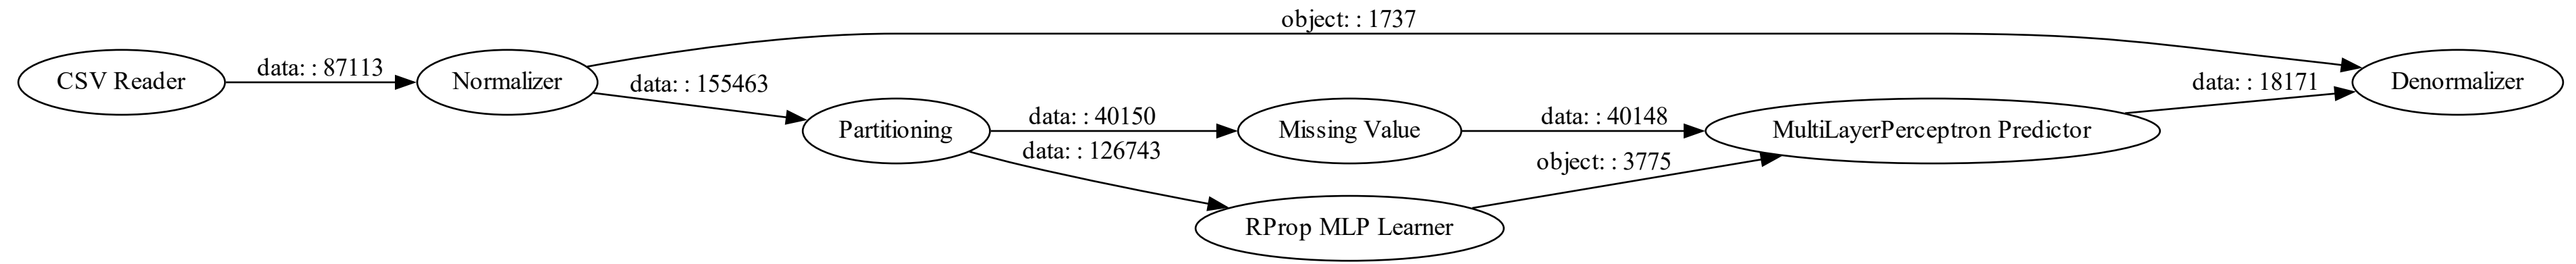 object: : 1737
CSV Reader
data: : 87113
Normalizer
data: : 155463
Partitioning
data: : 40150
data: : 126743
Missing Value
RProp MLP Learner
data: : 40148
object: : 3775
MultiLayerPerceptron Predictor
data: : 18171
Denormalizer